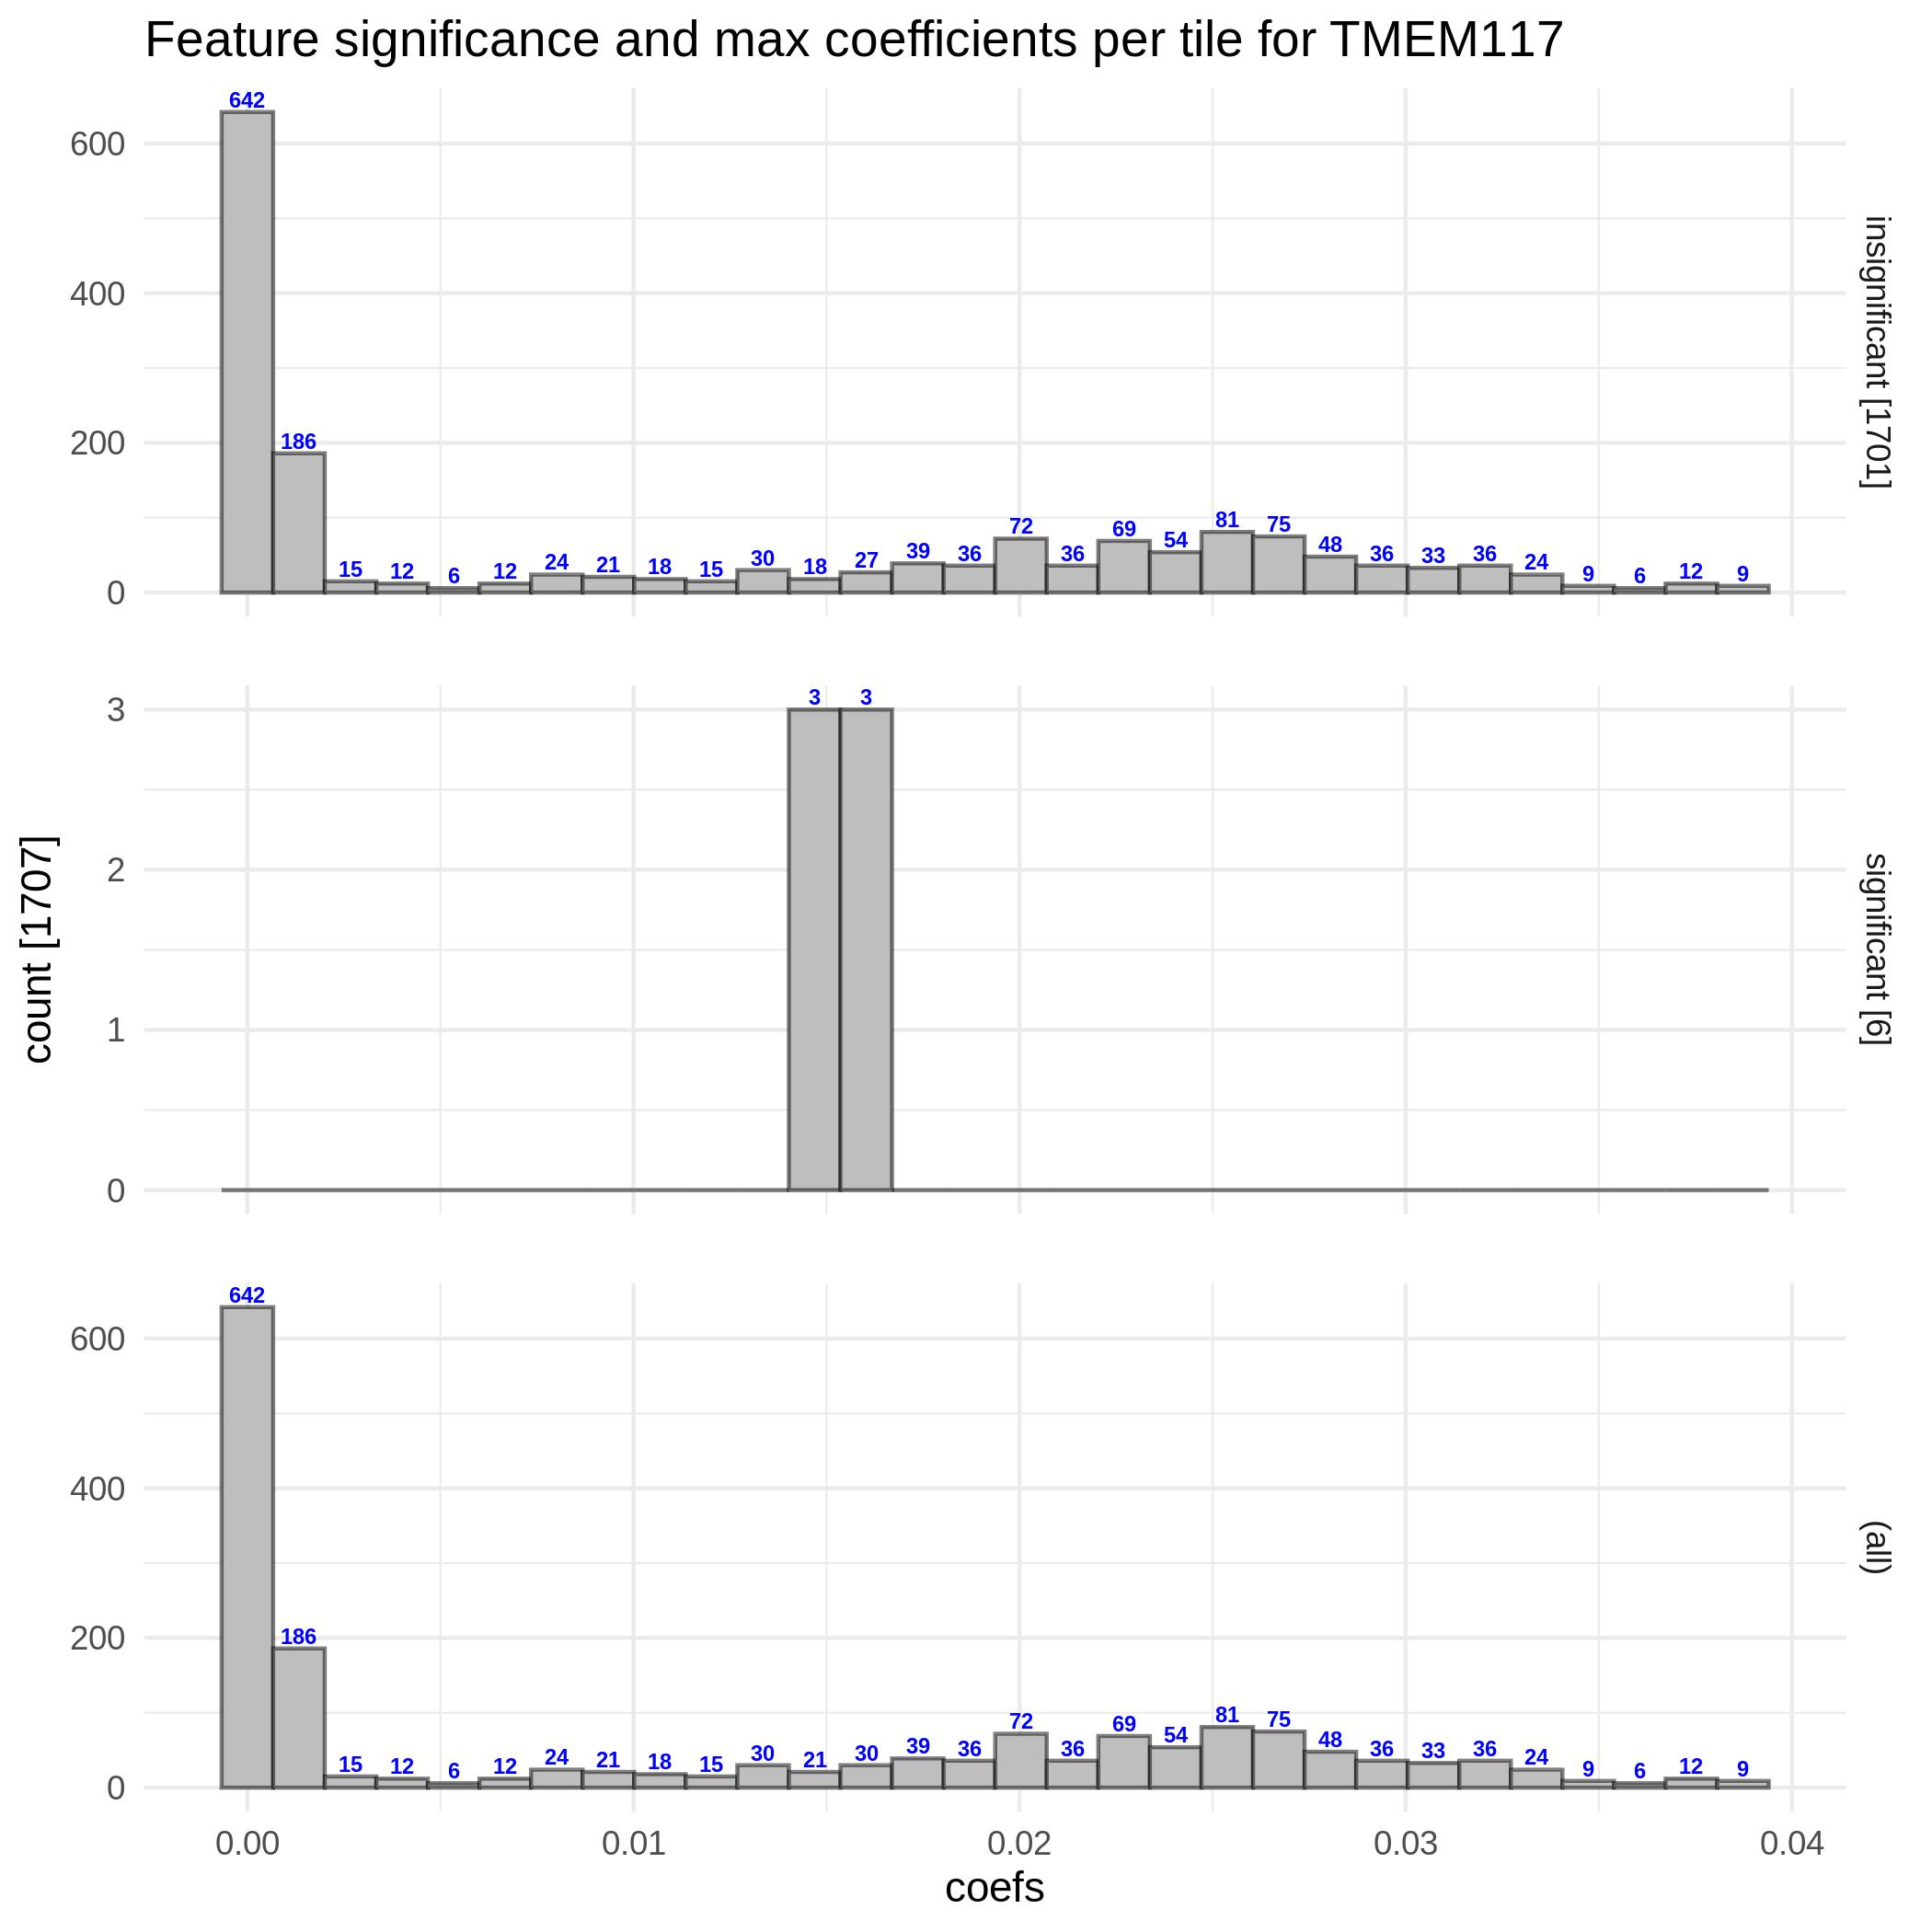 Feature significance and max coefficients per tile for TMEM117
642
186
15 12 6 12 24 21 18 15 30 18 27 39 36 72 36 69 54 81 75 48 36 33 36 24 9 6 12 9
600
400
200
0
insignificant [1701]
3 3
3
2
1
0
significant [6]
count [1707]
642
186
15 12 6 12 24 21 18 15 30 21 30 39 36 72 36 69 54 81 75 48 36 33 36 24 9 6 12 9
600
400
200
0
(all)
0.00 0.01 0.02 0.03 0.04
coefs